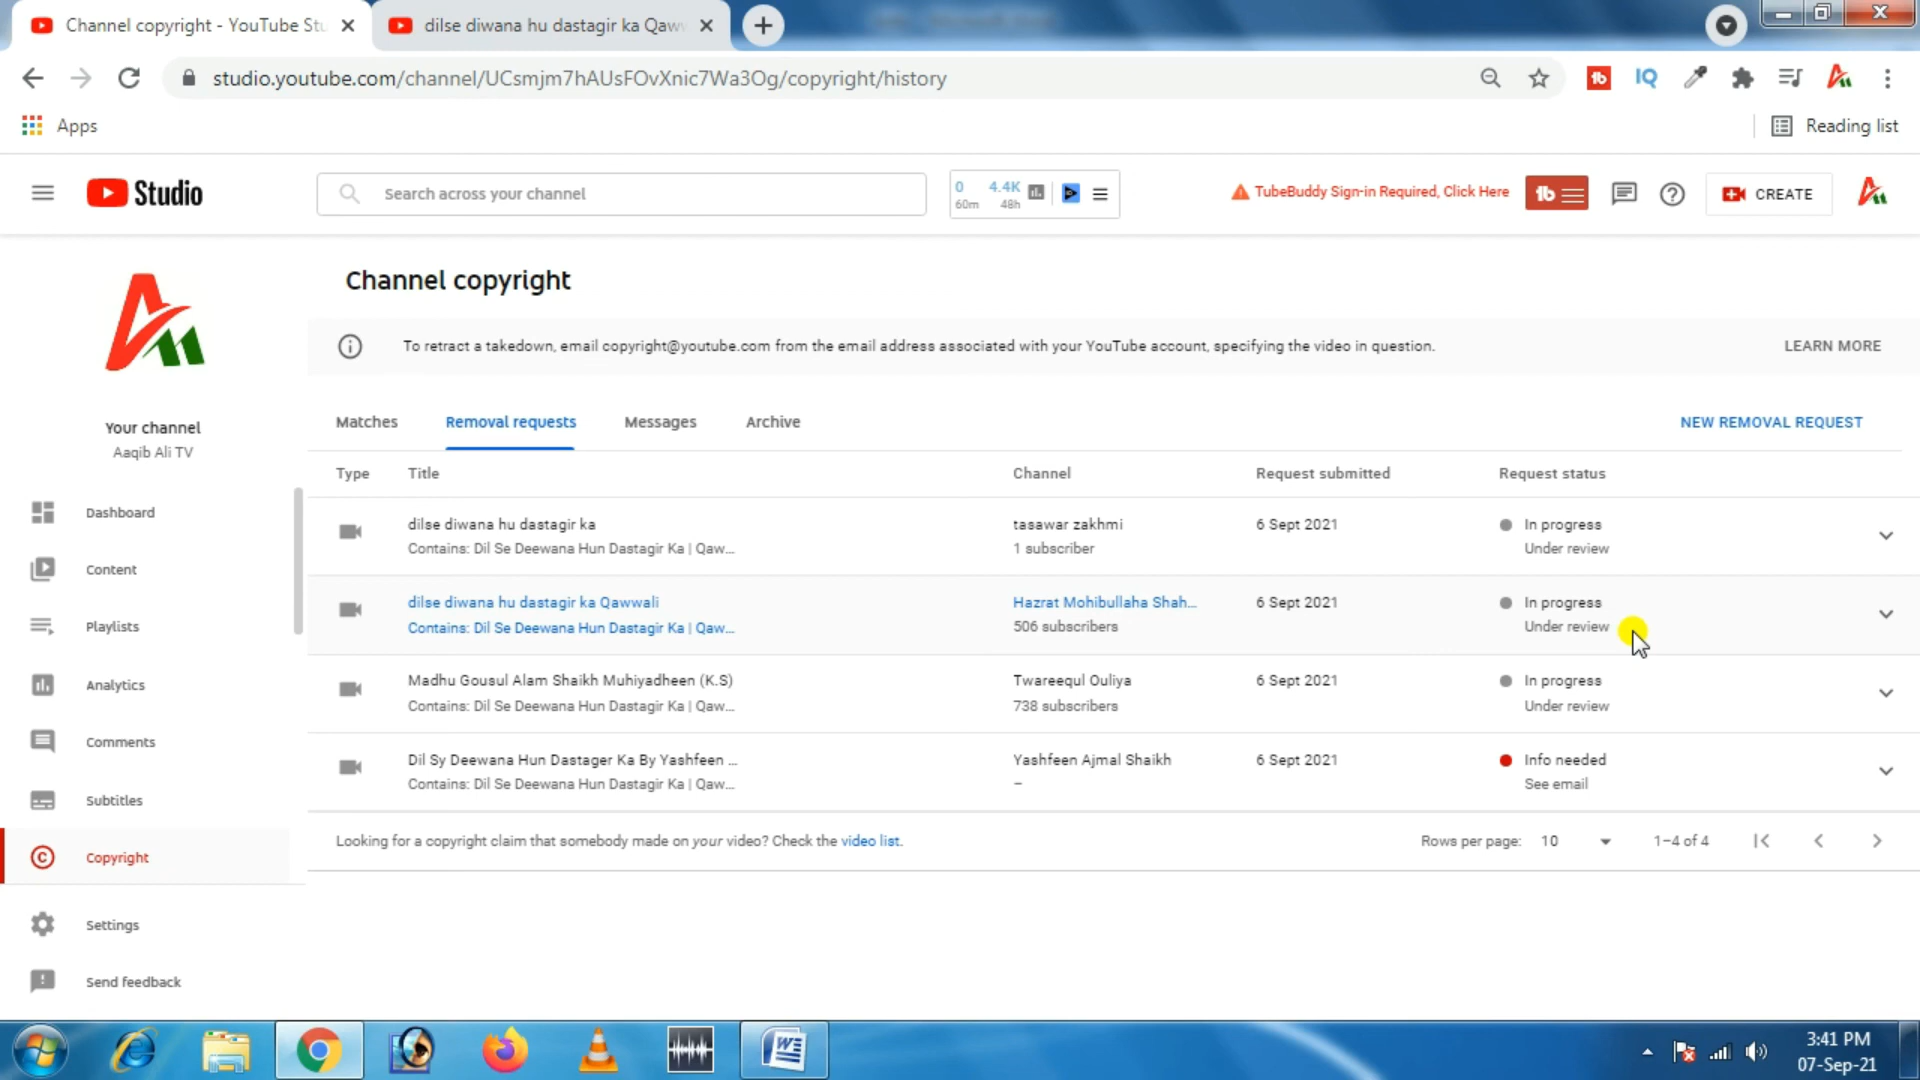 Channel copyright - YouTube Stu
dilse diwana hu dastagir ka Qaww
studio.youtube.com/channel/UCsmjm7hAUsFOvXnic7Wa3Og/copyright/history
Apps
Reading list
Studio
Search across your channel
0 4.4K
60m 48h
TubeBuddy Sign-in Required, Click Here
CREATE
Channel copyright
To retract a takedown, email copyright@youtube.com from the email address associated with your YouTube account, specifying the video in question.
LEARN MORE
Your channel
Aaqib Ali TV
Matches Removal requests Messages Archive
NEW REMOVAL REQUEST
Type Title Channel Request submitted Request status
dilse diwana hu dastagir ka tasawar zakhmi 6 Sept 2021 In progress
Contains: Dil Se Deewana Hun Dastagir Ka | Qaw... 1 subscriber Under review
dilse diwana hu dastagir ka Qawwali Hazrat Mohibullaha Shah... 6 Sept 2021 In progress
Contains: Dil Se Deewana Hun Dastagir Ka | Qaw... 506 subscribers Under review
Madhu Gousul Alam Shaikh Muhiyadheen (K.S) Twareequl Ouliya 6 Sept 2021 In progress
Contains: Dil Se Deewana Hun Dastagir Ka | Qaw... 738 subscribers Under review
Dil Sy Deewana Hun Dastager Ka By Yashfeen ... Yashfeen Ajmal Shaikh 6 Sept 2021 Info needed
Contains: Dil Se Deewana Hun Dastagir Ka | Qaw... – See email
Looking for a copyright claim that somebody made on your video? Check the video list.
Rows per page: 10 1–4 of 4
Dashboard
Content
Playlists
Analytics
Comments
Subtitles
Copyright
Settings
Send feedback
3:41 PM
07-Sep-21